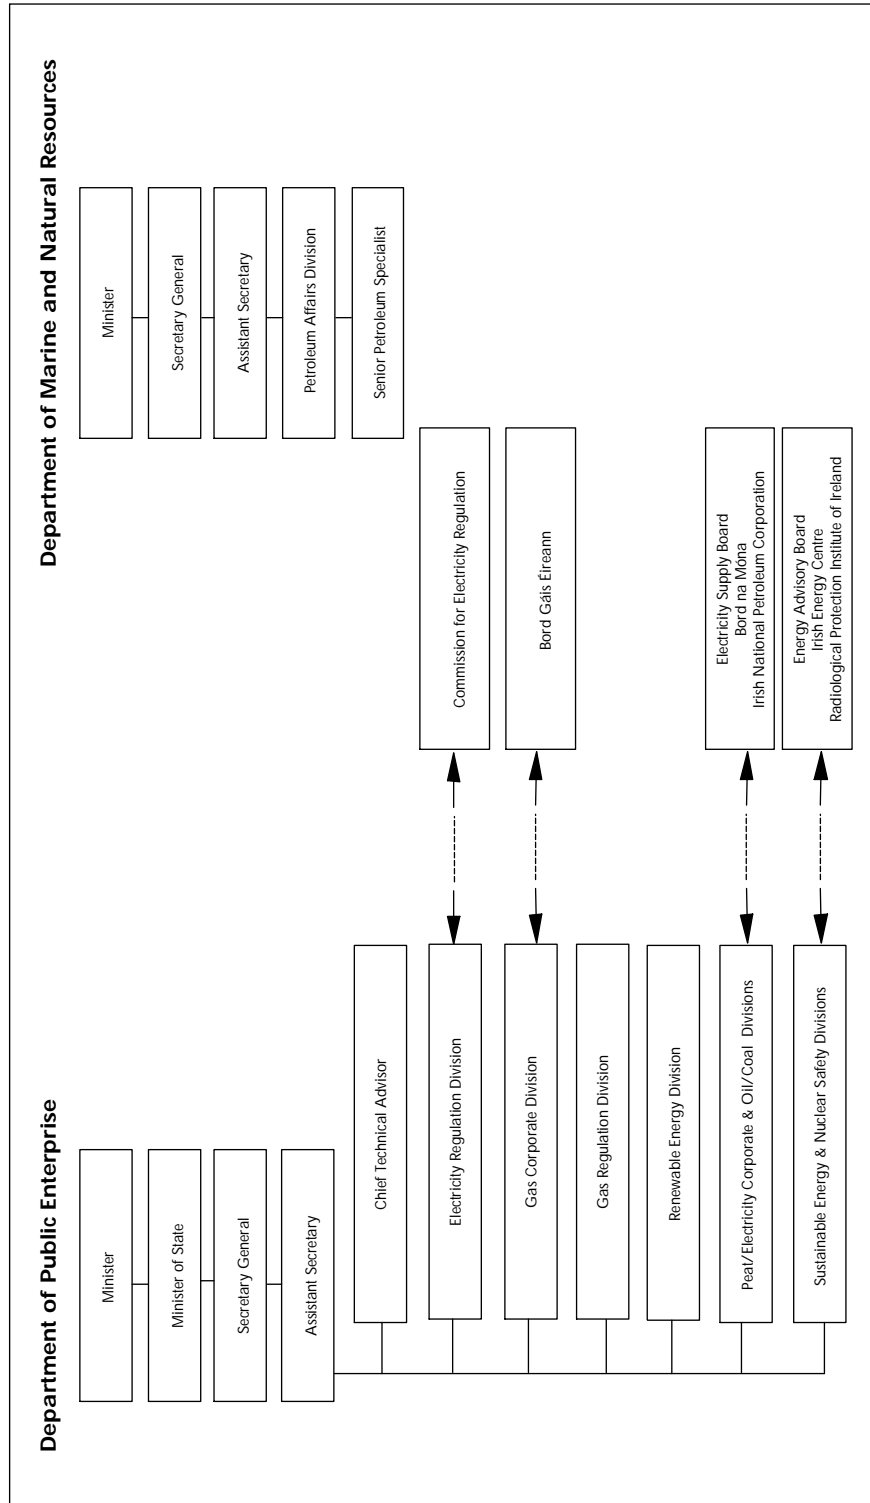 Department of Public Enterprise
Minister
Minister of State
Secretary General
Assistant Secretary
Chief Technical Advisor
Electricity Regulation Division
Gas Corporate Division
Gas Regulation Division
Renewable Energy Division
Peat/Electricity Corporate & Oil/Coal Divisions
Sustainable Energy & Nuclear Safety Divisions
Department of Marine and Natural Resources
Minister
Secretary General
Assistant Secretary
Petroleum Affairs Division
Senior Petroleum Specialist
Commission for Electricity Regulation
Bord Gáis Éireann
Electricity Supply Board
Bord na Móna
Irish National Petroleum Corporation
Energy Advisory Board
Irish Energy Centre
Radiological Protection Institute of Ireland